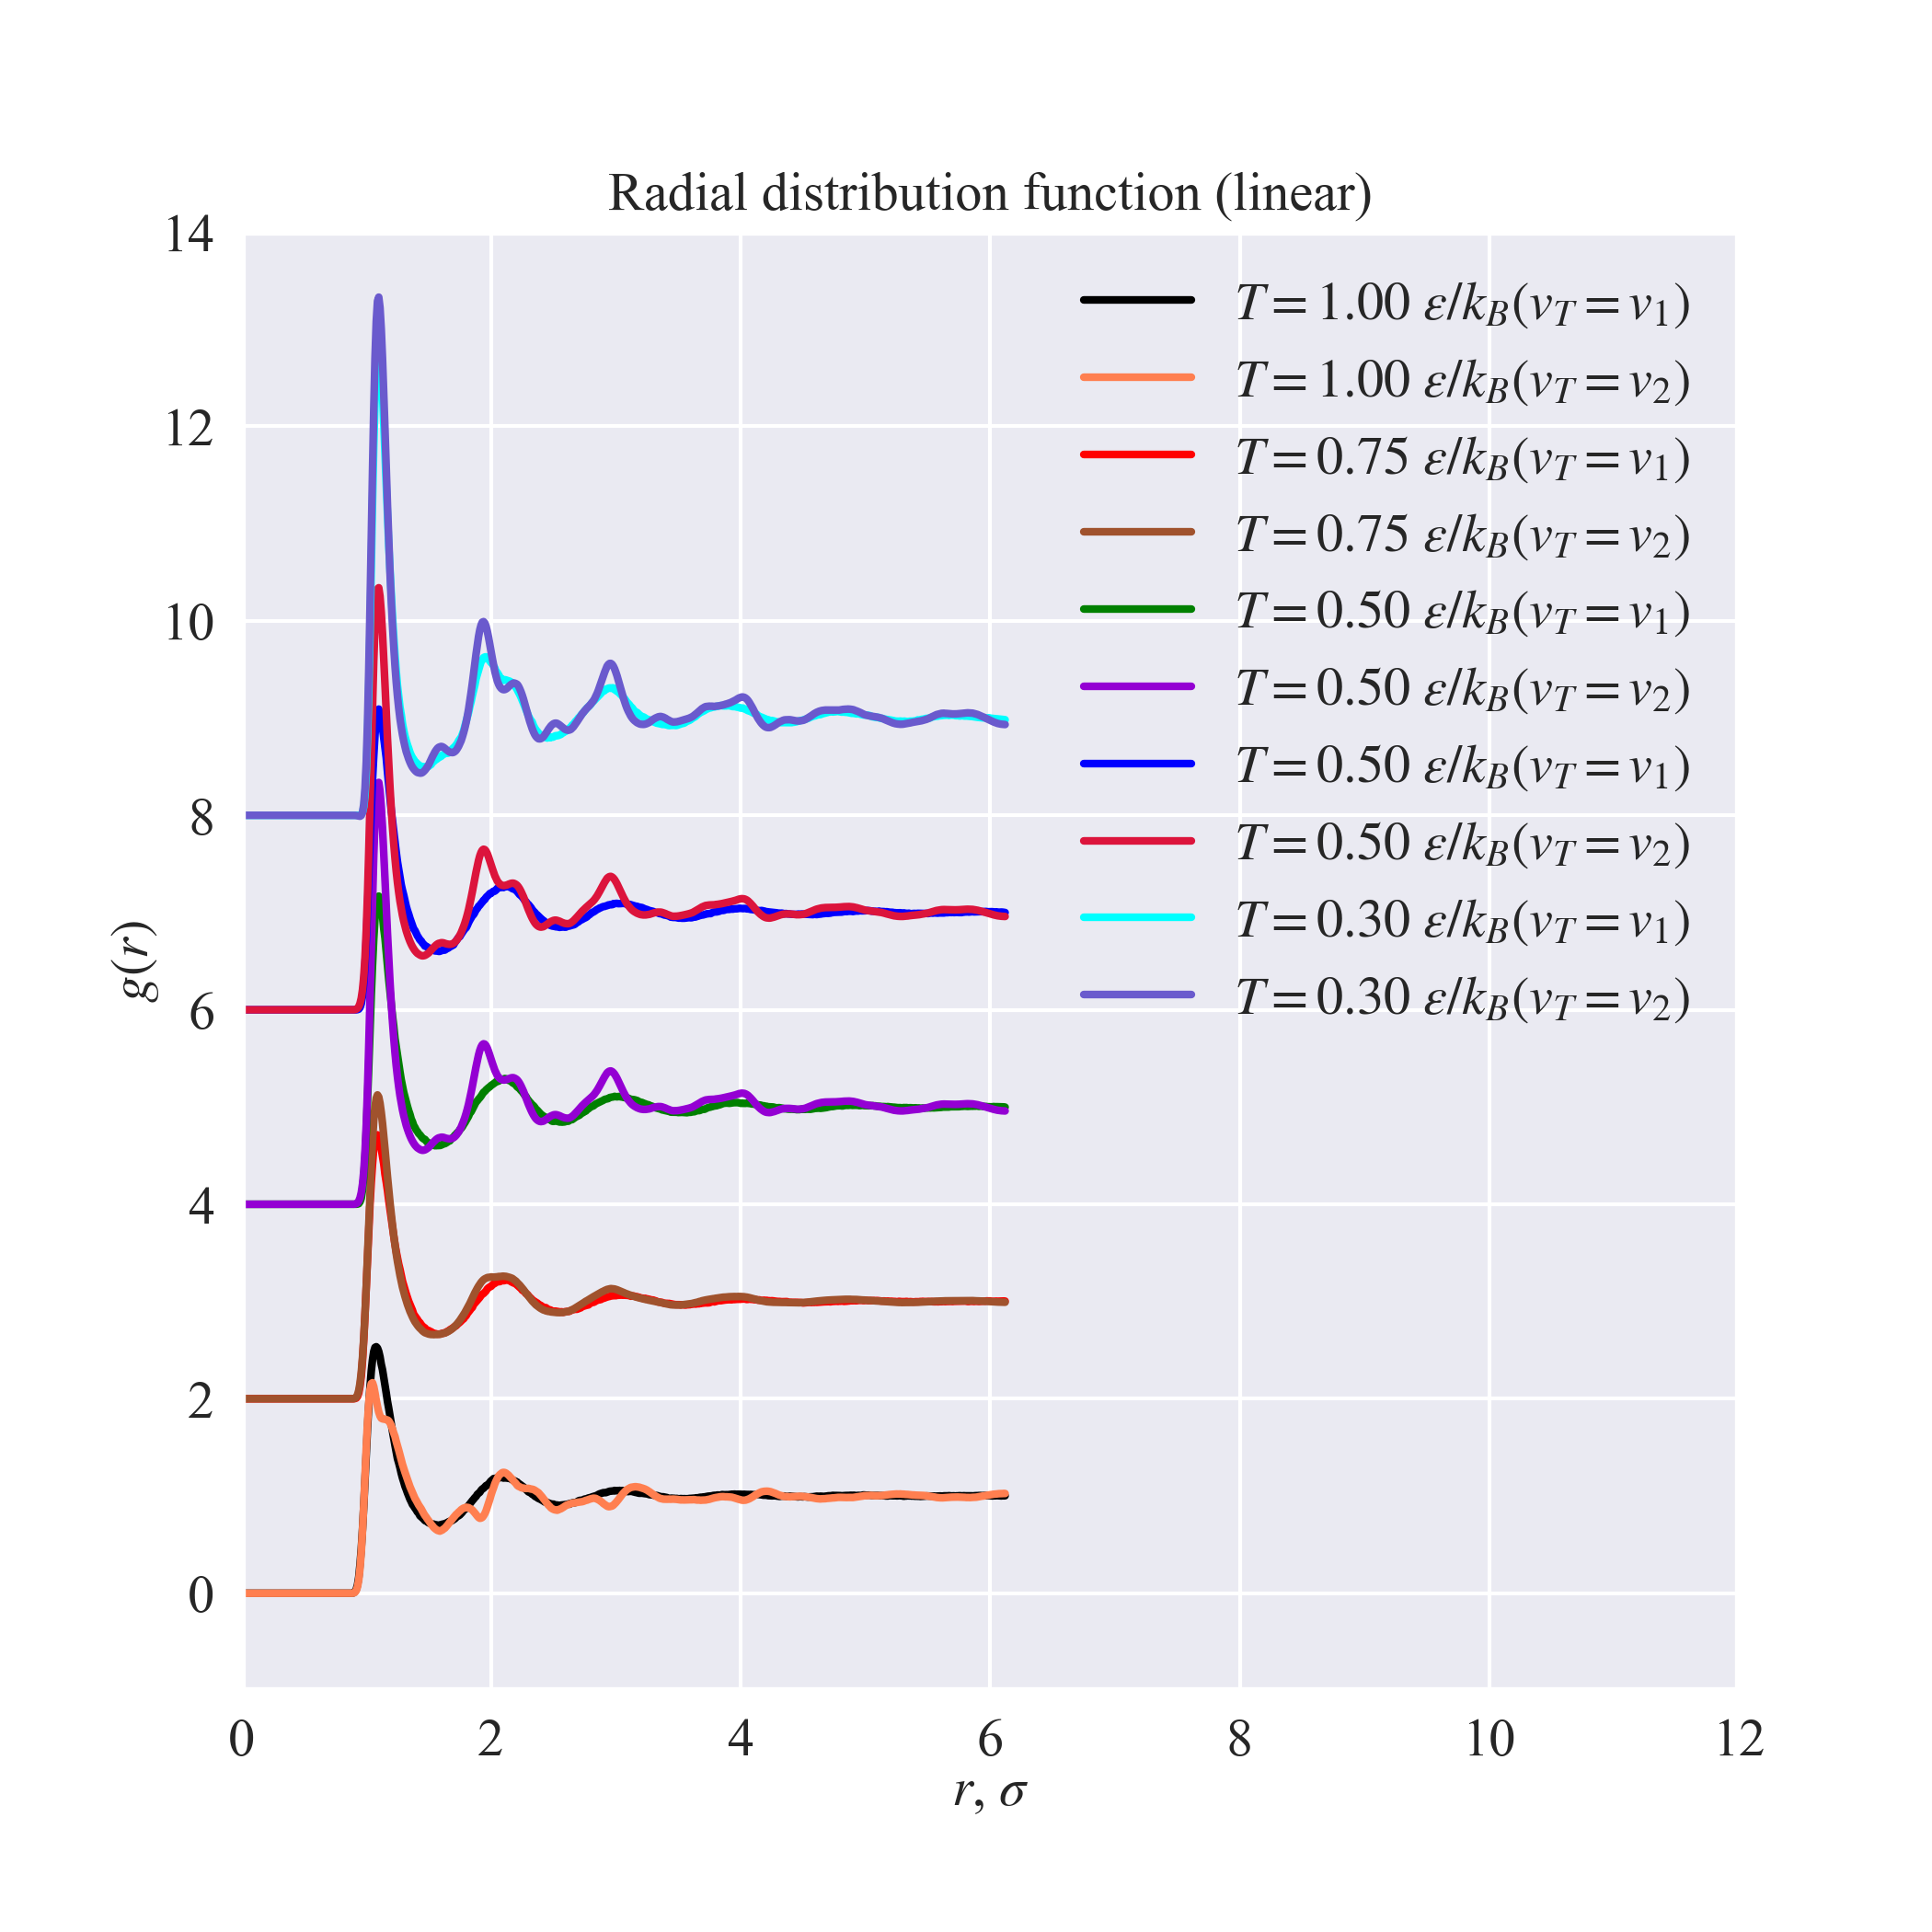 Radial distribution function (linear)
14
12
10
8
6
4
2
0
g(r)
0 2 4 6 8 10 12
r, σ
T = 1.00 ε/k_B(v_T = v_1)
T = 1.00 ε/k_B(v_T = v_2)
T = 0.75 ε/k_B(v_T = v_1)
T = 0.75 ε/k_B(v_T = v_2)
T = 0.50 ε/k_B(v_T = v_1)
T = 0.50 ε/k_B(v_T = v_2)
T = 0.50 ε/k_B(v_T = v_1)
T = 0.50 ε/k_B(v_T = v_2)
T = 0.30 ε/k_B(v_T = v_1)
T = 0.30 ε/k_B(v_T = v_2)